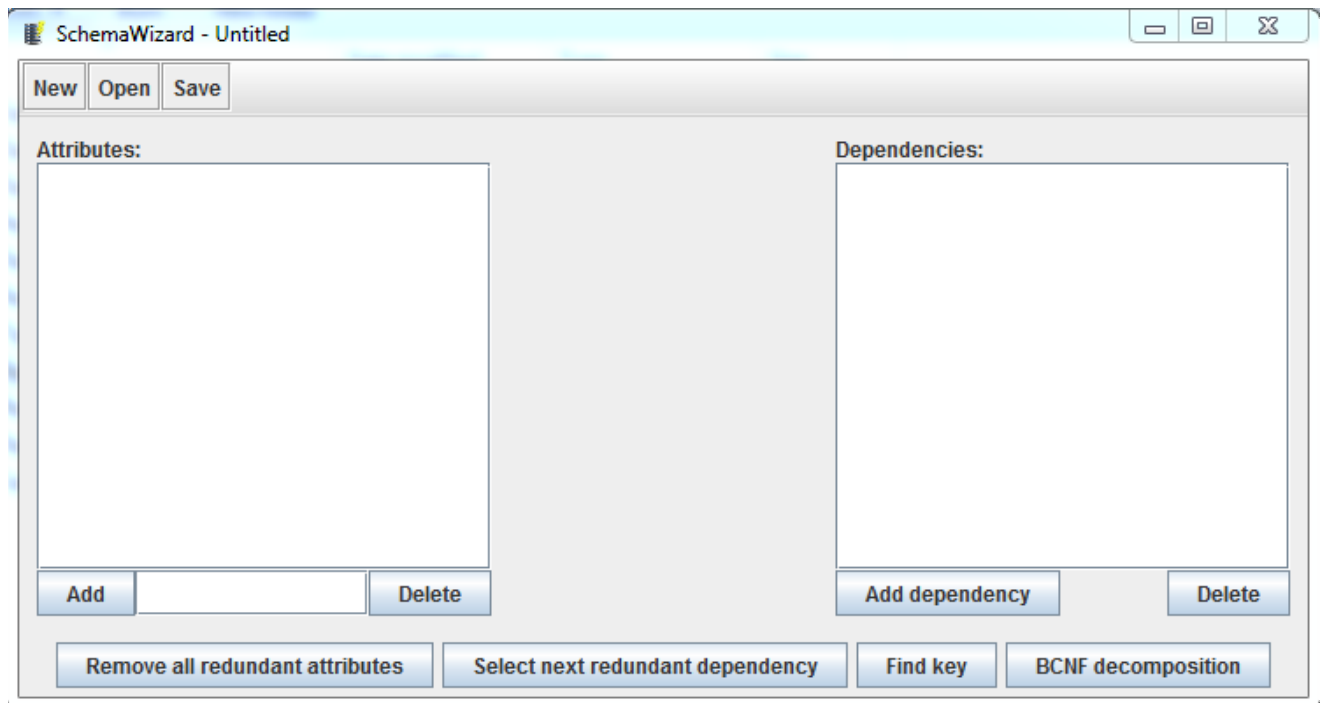 SchemaWizard - Untitled
New Open Save
Attributes: Dependencies:
Add Delete Add dependency Delete
Remove all redundant attributes Select next redundant dependency Find key BCNF decomposition